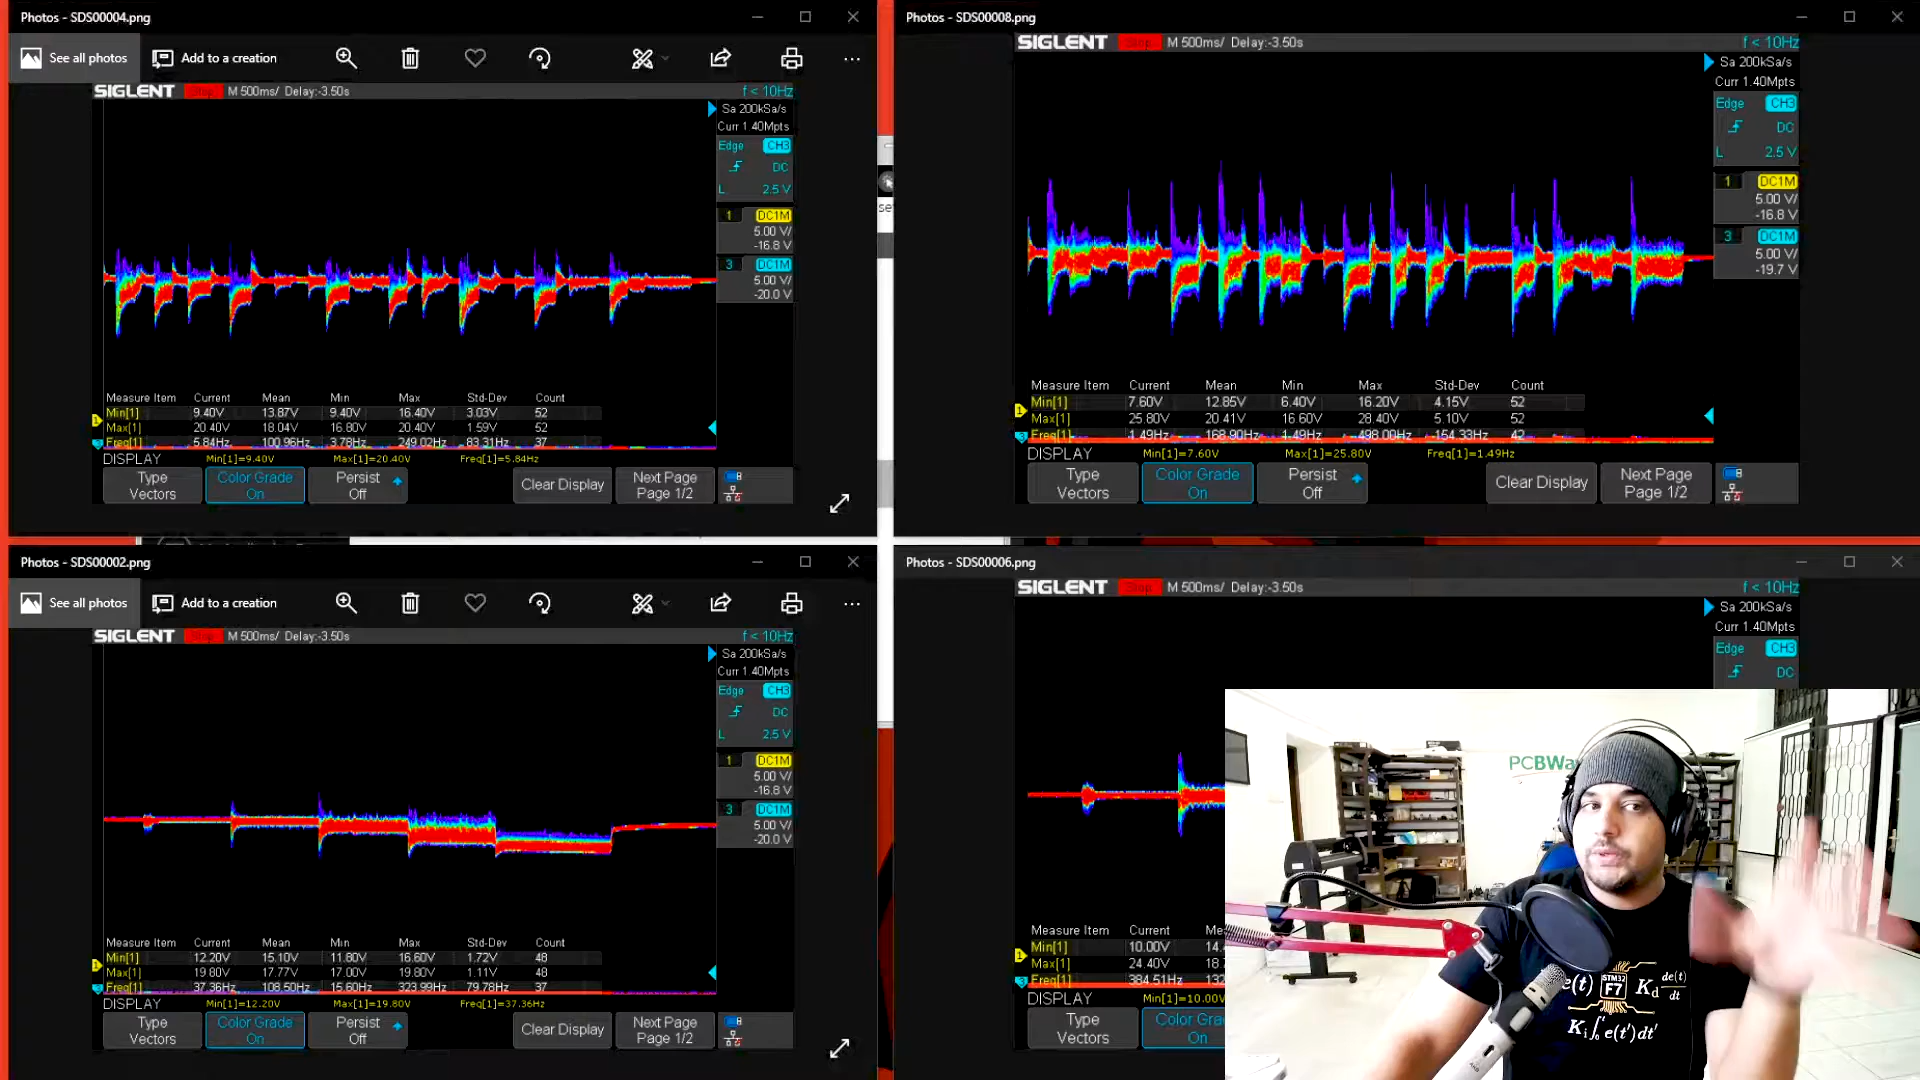 Photos - SDS00004.png
See all photos
Add to a creation
SIGLENT Stop M 500ms/ Delay:-3.50s f < 10Hz
Sa 200kSa/s
Curr 1.40Mpts
Edge CH3
DC
L 2.5 V
1 DC1M
5.00 V/
-16.8 V
3 DC1M
5.00 V/
-20.0 V
Measure Item Current Mean Min Max Std-Dev Count
Min[1] 9.40V 13.87V 9.40V 16.40V 3.03V 52
Max[1] 20.40V 18.04V 16.80V 20.40V 1.59V 52
Freq[1] 5.84Hz 100.96Hz 3.78Hz 249.02Hz 83.31Hz 37
DISPLAY Min[1]=9.40V Max[1]=20.40V Freq[1]=5.84Hz
Type Vectors
Color Grade On
Persist Off
Clear Display
Next Page Page 1/2
Photos - SDS00008.png
SIGLENT Stop M 500ms/ Delay:-3.50s f < 10Hz
Sa 200kSa/s
Curr 1.40Mpts
Edge CH3
DC
L 2.5 V
1 DC1M
5.00 V/
-16.8 V
3 DC1M
5.00 V/
-19.7 V
Measure Item Current Mean Min Max Std-Dev Count
Min[1] 7.60V 12.85V 6.40V 16.20V 4.15V 52
Max[1] 25.80V 20.41V 16.60V 28.40V 5.10V 52
Freq[1] 1.49Hz 168.90Hz 1.49Hz 498.00Hz 154.33Hz 42
DISPLAY Min[1]=7.60V Max[1]=25.80V Freq[1]=1.49Hz
Type Vectors
Color Grade On
Persist Off
Clear Display
Next Page Page 1/2
se
Photos - SDS00002.png
See all photos
Add to a creation
SIGLENT Stop M 500ms/ Delay:-3.50s f < 10Hz
Sa 200kSa/s
Curr 1.40Mpts
Edge CH3
DC
L 2.5 V
1 DC1M
5.00 V/
-16.8 V
3 DC1M
5.00 V/
-20.0 V
Measure Item Current Mean Min Max Std-Dev Count
Min[1] 12.20V 15.10V 11.80V 16.60V 1.72V 48
Max[1] 19.80V 17.77V 17.00V 19.80V 1.11V 48
Freq[1] 37.36Hz 108.50Hz 15.60Hz 323.99Hz 79.78Hz 37
DISPLAY Min[1]=12.20V Max[1]=19.80V Freq[1]=37.36Hz
Type Vectors
Color Grade On
Persist Off
Clear Display
Next Page Page 1/2
Photos - SDS00006.png
SIGLENT Stop M 500ms/ Delay:-3.50s f < 10Hz
Sa 200kSa/s
Curr 1.40Mpts
Edge CH3
DC
Measure Item Current Me
Min[1] 10.00V 14.
Max[1] 24.40V 18.
Freq[1] 384.51Hz 132
DISPLAY Min[1]=10.00V
Type Vectors
Color Gra On
PCBWa
e(t) STM32 F7 Kd de(t)/dt
Ki∫e(t')dt'